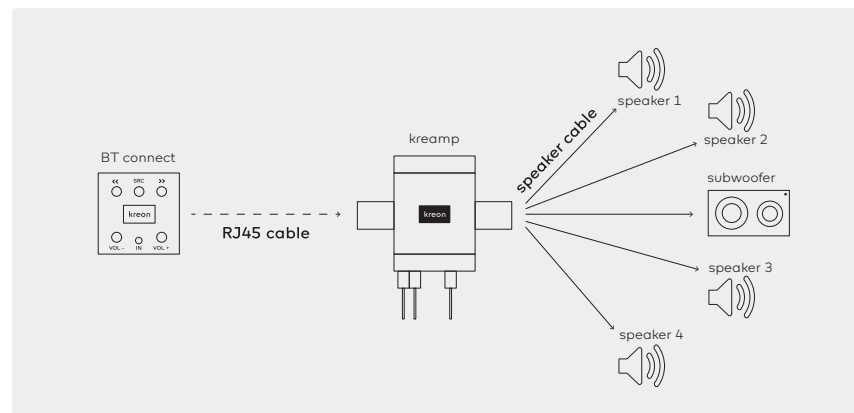 BT connect
<< SRC >>
kreon
VOL - IN VOL +
RJ45 cable
kreamp
kreon
speaker cable
speaker 1
speaker 2
subwoofer
speaker 3
speaker 4